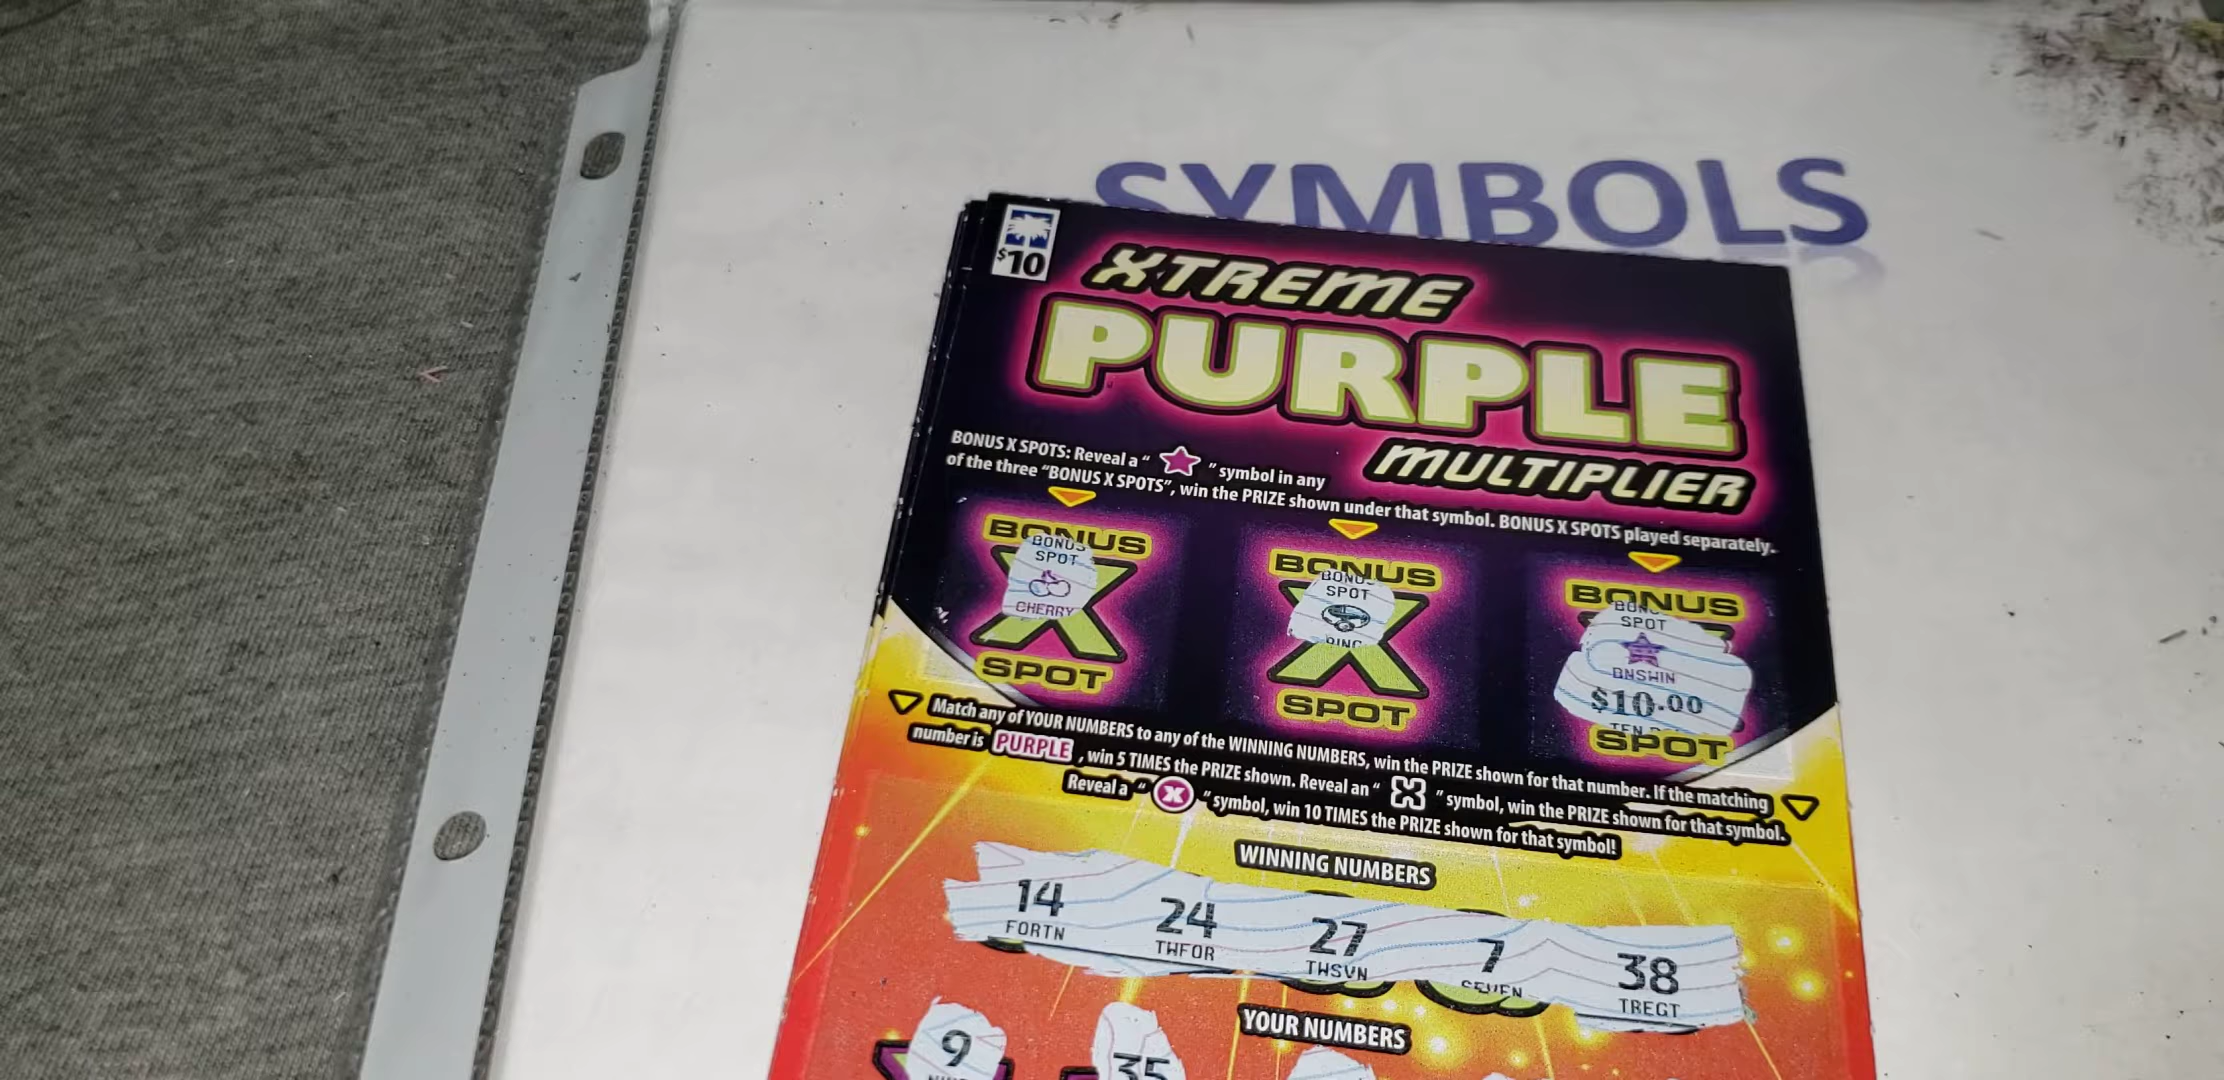 SYMBOLS
$10
XTREME
PURPLE
MULTIPLIER
BONUS X SPOTS: Reveal a " " symbol in any
of the three "BONUS X SPOTS", win the PRIZE shown under that symbol. BONUS X SPOTS played separately.
BONUS
BONUS
SPOT
CHERRY
X
SPOT
BONUS
SPOT
X
SPOT
BONUS
SPOT
BNSWIN
$10.00
SPOT
Match any of YOUR NUMBERS to any of the WINNING NUMBERS, win the PRIZE shown for that number. If the matching
number is PURPLE, win 5 TIMES the PRIZE shown. Reveal an " " symbol, win the PRIZE shown for that symbol.
Reveal a " X " symbol, win 10 TIMES the PRIZE shown for that symbol!
WINNING NUMBERS
14 24 27 7 38
FORTN TWFOR TWSVN SEVEN TREGT
YOUR NUMBERS
9 35